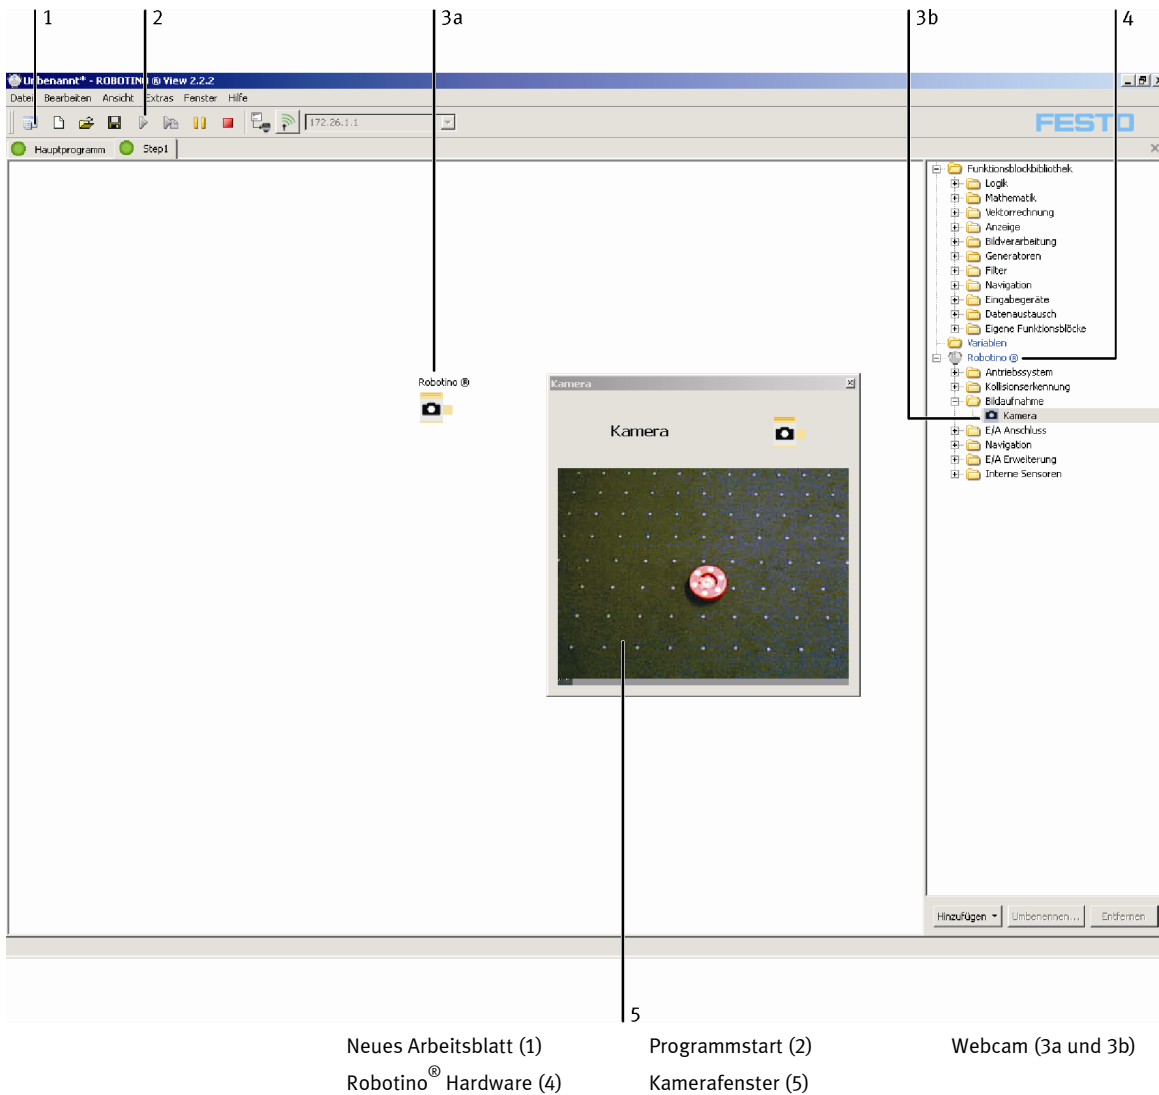 1 2 3a 3b 4
Unbenannt* - ROBOTINO ® View 2.2.2
Datei Bearbeiten Ansicht Extras Fenster Hilfe
172.26.1.1
FESTO
Hauptprogramm Step1
Funktionsblockbibliothek
Logik
Mathematik
Vektorrechnung
Anzeige
Bildverarbeitung
Generatoren
Filter
Navigation
Eingabegeräte
Datenaustausch
Eigene Funktionsblöcke
Variablen
Robotino ®
Antriebssystem
Kollisionserkennung
Bildaufnahme
Kamera
E/A Anschluss
Navigation
E/A Erweiterung
Interne Sensoren
Robotino ®
Kamera
Kamera
Hinzufügen Umbenennen... Entfernen
5
Neues Arbeitsblatt (1) Programmstart (2) Webcam (3a und 3b)
Robotino® Hardware (4) Kamerafenster (5)